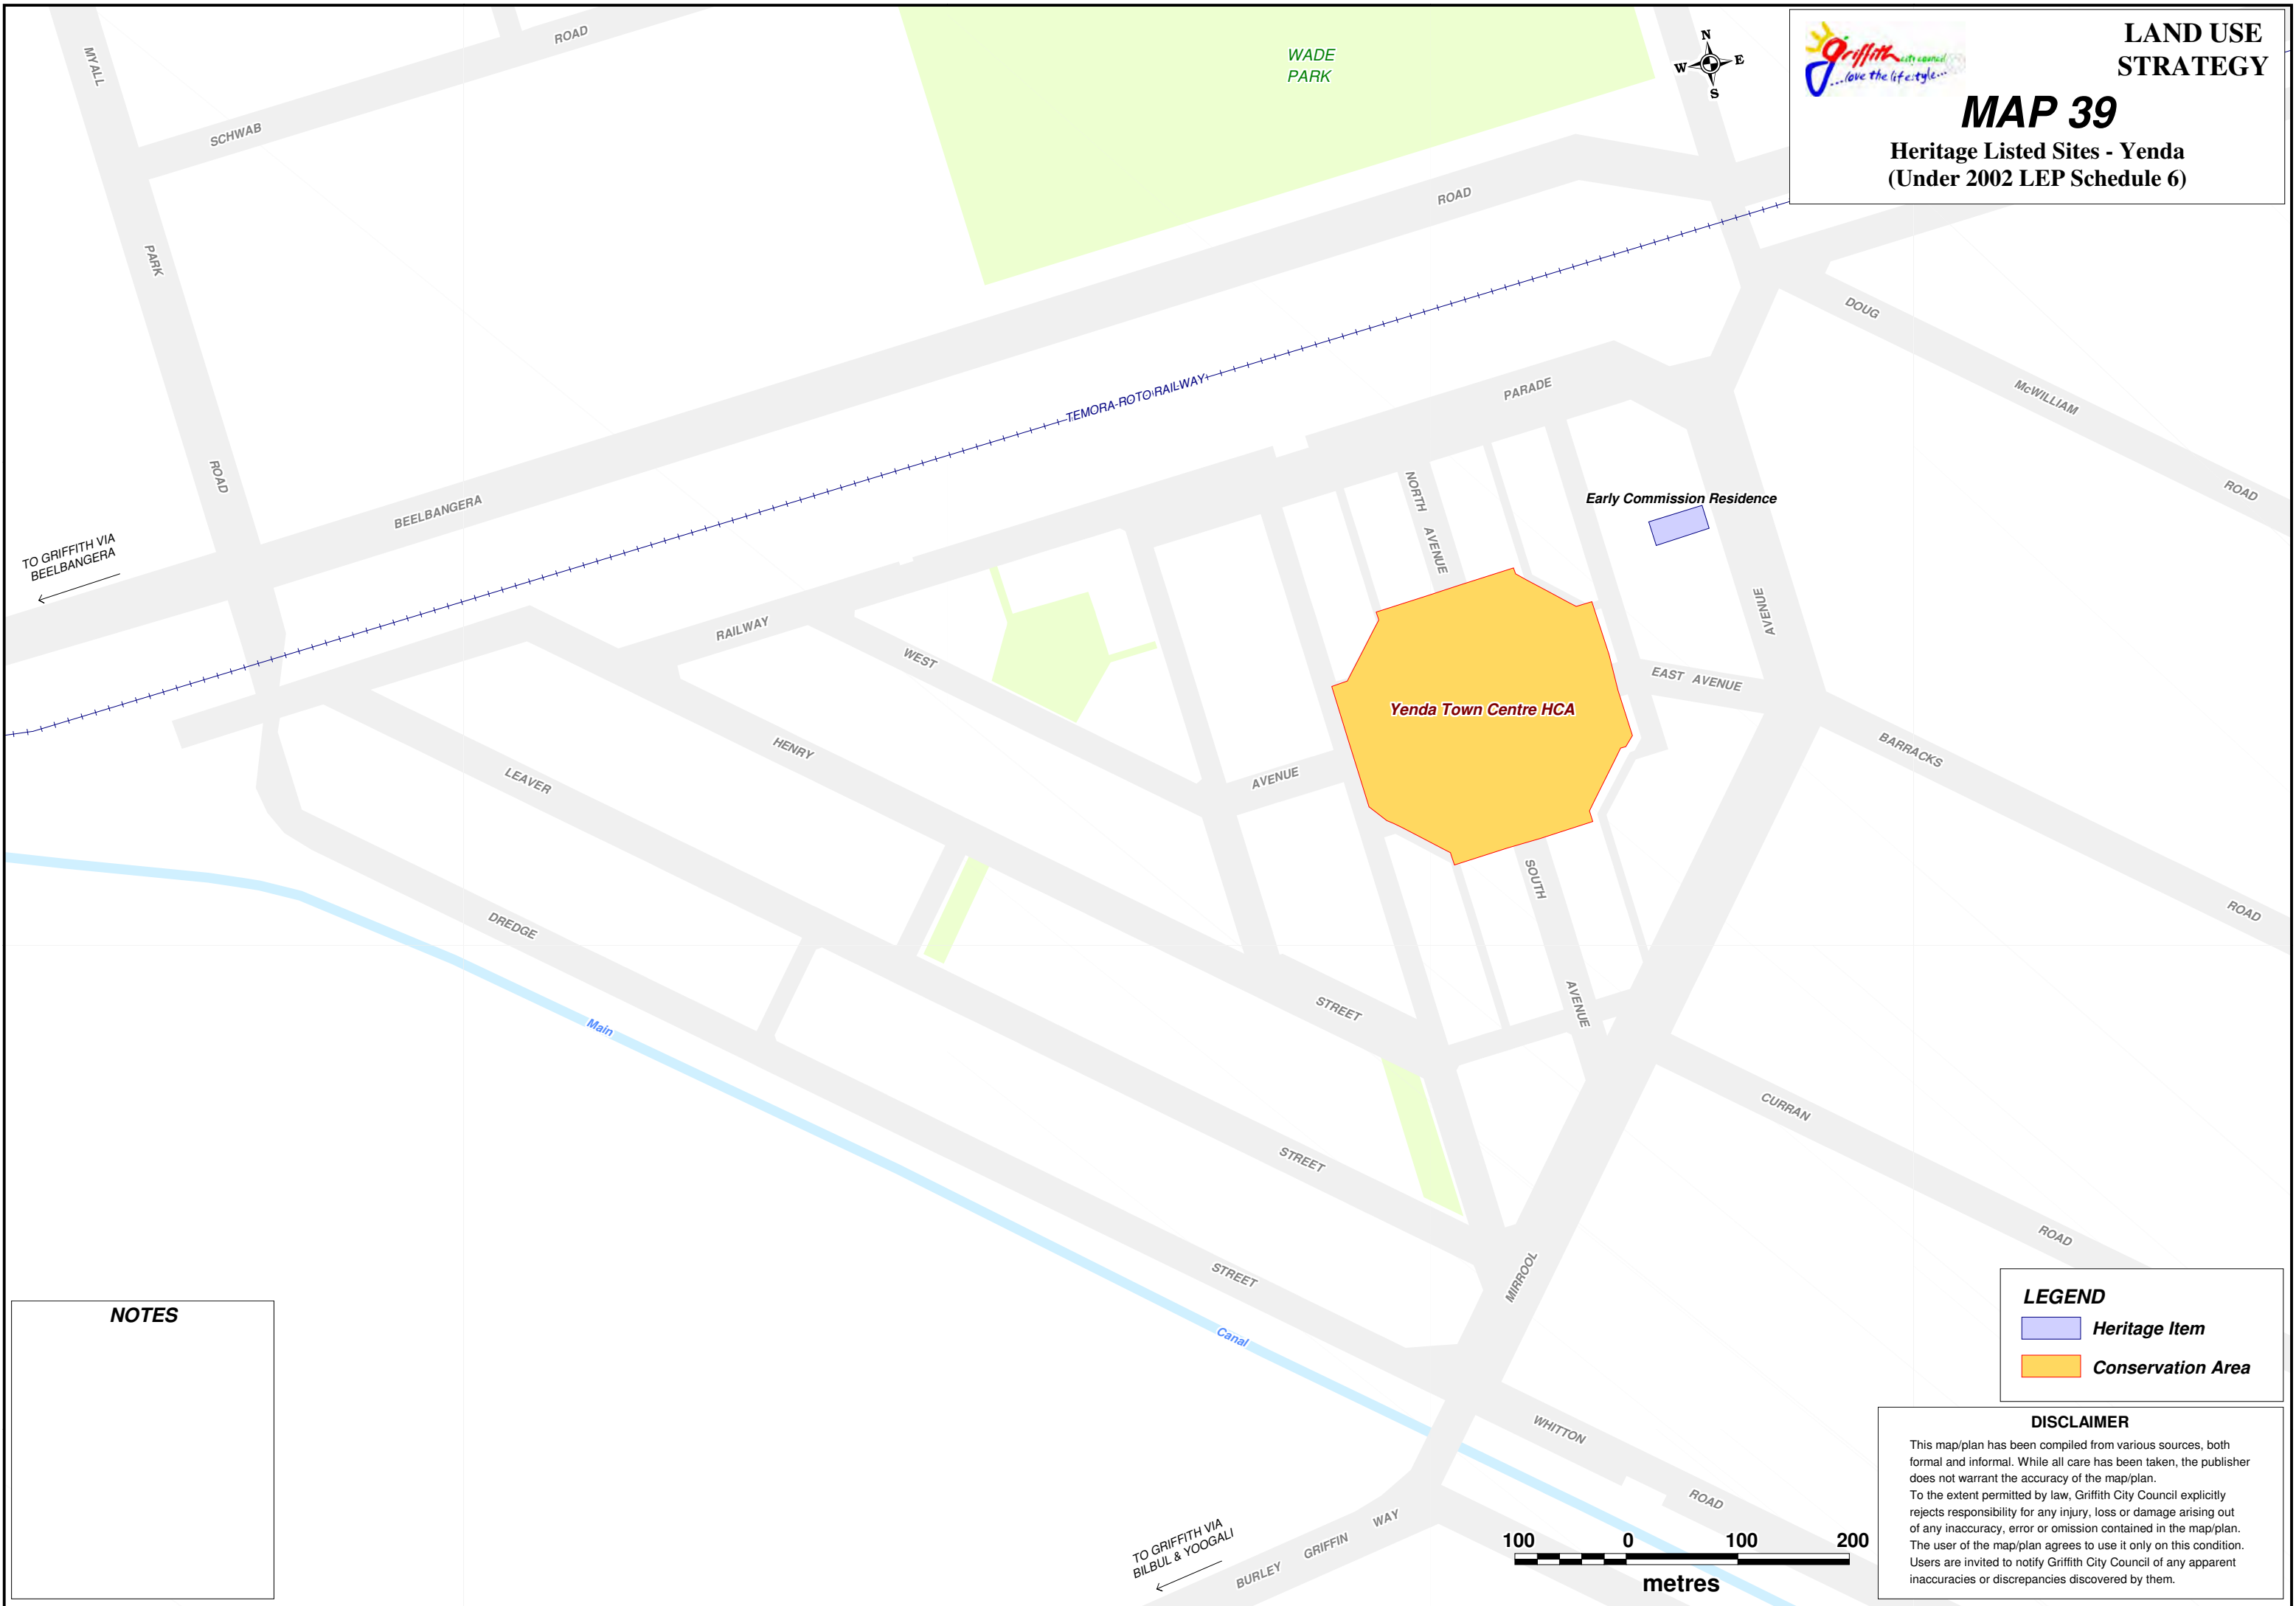 LAND USE
STRATEGY
Griffith city council
...love the lifestyle...
MAP 39
Heritage Listed Sites - Yenda
(Under 2002 LEP Schedule 6)
N
W E
S
WADE
PARK
MYALL
PARK
ROAD
SCHWAB
ROAD
BEELBANGERA
ROAD
TO GRIFFITH VIA
BEELBANGERA
TEMORA-ROTO RAILWAY
DOUG
McWILLIAM
ROAD
RAILWAY
PARADE
NORTH
AVENUE
Early Commission Residence
AVENUE
EAST AVENUE
Yenda Town Centre HCA
WEST
AVENUE
BARRACKS
ROAD
HENRY
STREET
LEAVER
STREET
DREDGE
STREET
SOUTH
AVENUE
CURRAN
ROAD
Main
Canal
MIRROOL
WHITTON
ROAD
TO GRIFFITH VIA
BILBUL & YOOGALI
BURLEY GRIFFIN WAY
NOTES
100 0 100 200
metres
LEGEND
Heritage Item
Conservation Area
DISCLAIMER
This map/plan has been compiled from various sources, both
formal and informal. While all care has been taken, the publisher
does not warrant the accuracy of the map/plan.
To the extent permitted by law, Griffith City Council explicitly
rejects responsibility for any injury, loss or damage arising out
of any inaccuracy, error or omission contained in the map/plan.
The user of the map/plan agrees to use it only on this condition.
Users are invited to notify Griffith City Council of any apparent
inaccuracies or discrepancies discovered by them.